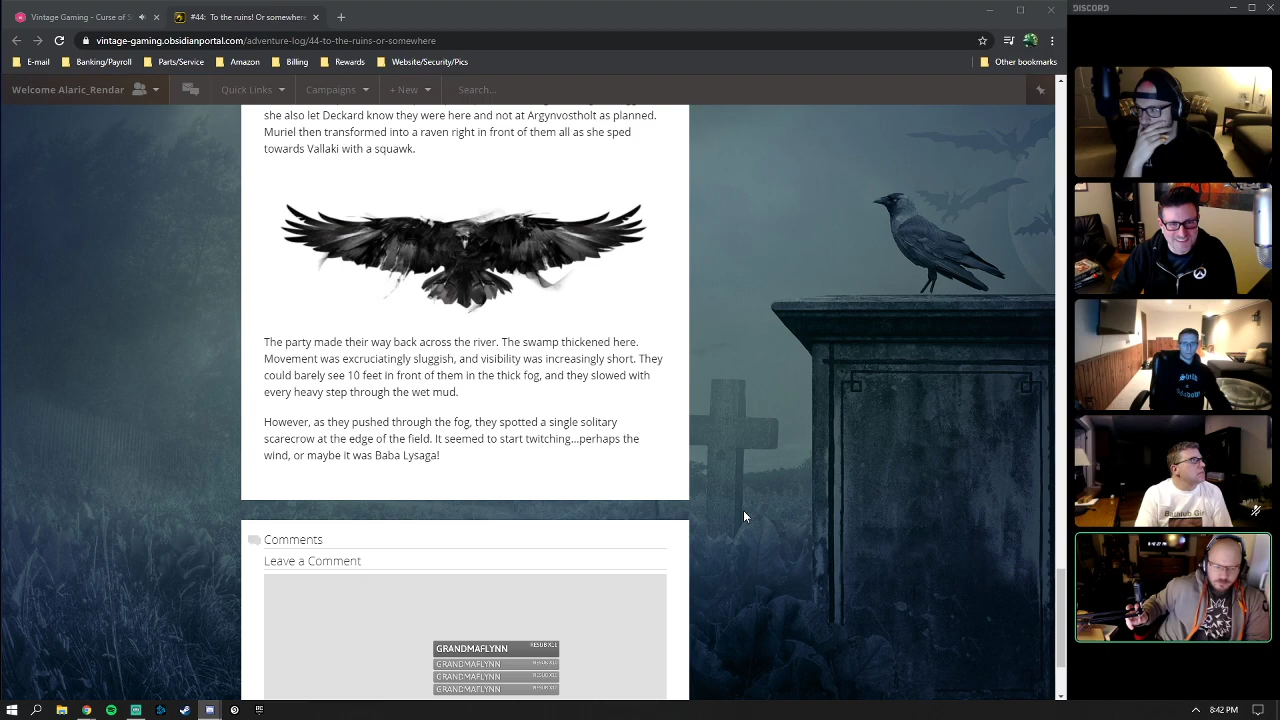 Vintage Gaming - Curse of S
#44: To the ruins! Or somewhere
DISCORD
vintage-gaming.obsidianportal.com/adventure-log/44-to-the-ruins-or-somewhere
E-mail
Banking/Payroll
Parts/Service
Amazon
Billing
Rewards
Website/Security/Pics
Other bookmarks
Welcome Alaric_Rendar
Quick Links
Campaigns
+ New
Search...
she also let Deckard know they were here and not at Argynvostholt as planned.
Muriel then transformed into a raven right in front of them all as she sped
towards Vallaki with a squawk.
The party made their way back across the river. The swamp thickened here.
Movement was excruciatingly sluggish, and visibility was increasingly short. They
could barely see 10 feet in front of them in the thick fog, and they slowed with
every heavy step through the wet mud.
However, as they pushed through the fog, they spotted a single solitary
scarecrow at the edge of the field. It seemed to start twitching...perhaps the
wind, or maybe it was Baba Lysaga!
Comments
Leave a Comment
GRANDMAFLYNN
GRANDMAFLYNN
GRANDMAFLYNN
GRANDMAFLYNN
8:42 PM